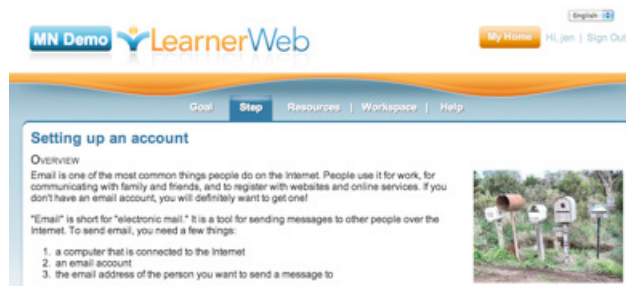 English
MN Demo LearnerWeb
My Home Hi, jen | Sign Out
Goal Step Resources | Workspace | Help
Setting up an account
OVERVIEW
Email is one of the most common things people do on the Internet. People use it for work, for
communicating with family and friends, and to register with websites and online services. If you
don't have an email account, you will definitely want to get one!
"Email" is short for "electronic mail." It is a tool for sending messages to other people over the
Internet. To send email, you need a few things:
1. a computer that is connected to the Internet
2. an email account
3. the email address of the person you want to send a message to